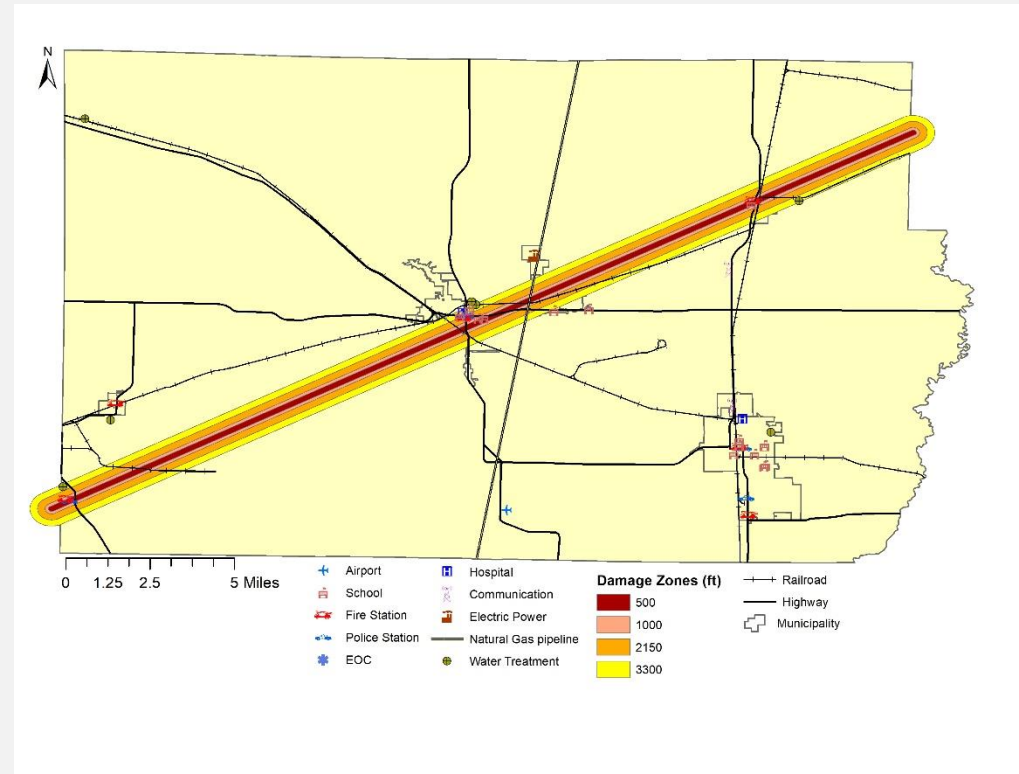 N
0 1.25 2.5 5 Miles
Airport
School
Fire Station
Police Station
EOC
Hospital
Communication
Electric Power
Natural Gas pipeline
Water Treatment
Damage Zones (ft)
500
1000
2150
3300
Railroad
Highway
Municipality
H
H
H